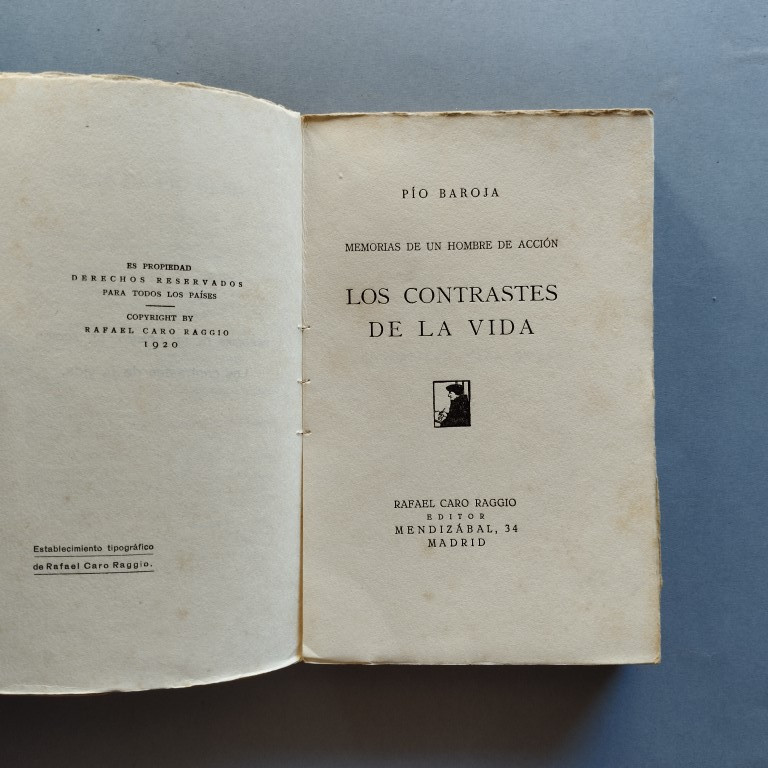 ES PROPIEDAD
DERECHOS RESERVADOS
PARA TODOS LOS PAÍSES
COPYRIGHT BY
RAFAEL CARO RAGGIO
1920
Establecimiento tipográfico
de Rafael Caro Raggio.
PÍO BAROJA
MEMORIAS DE UN HOMBRE DE ACCIÓN
LOS CONTRASTES
DE LA VIDA
RAFAEL CARO RAGGIO
EDITOR
MENDIZÁBAL, 34
MADRID